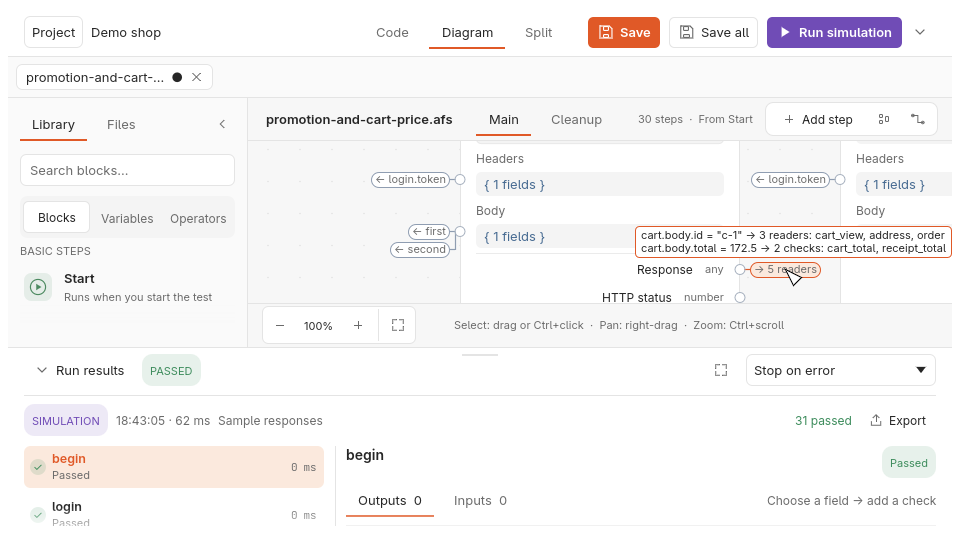 Project Demo shop Code Diagram Split Save Save all Run simulation
promotion-and-cart-...
Library Files
promotion-and-cart-price.afs Main Cleanup 30 steps · From Start Add step
Search blocks...
Blocks Variables Operators
BASIC STEPS
Start
Runs when you start the test
Headers
← login.token { 1 fields }
Body
← first { 1 fields }
← second
Response any → 5 readers
HTTP status number
Headers
← login.token { 1 fields }
Body
cart.body.id = "c-1" → 3 readers: cart_view, address, order
cart.body.total = 172.5 → 2 checks: cart_total, receipt_total
100% Select: drag or Ctrl+click · Pan: right-drag · Zoom: Ctrl+scroll
Run results PASSED Stop on error
SIMULATION 18:43:05 · 62 ms Sample responses 31 passed Export
begin
Passed 0 ms
login
Passed 0 ms
begin Passed
Outputs 0 Inputs 0 Choose a field → add a check